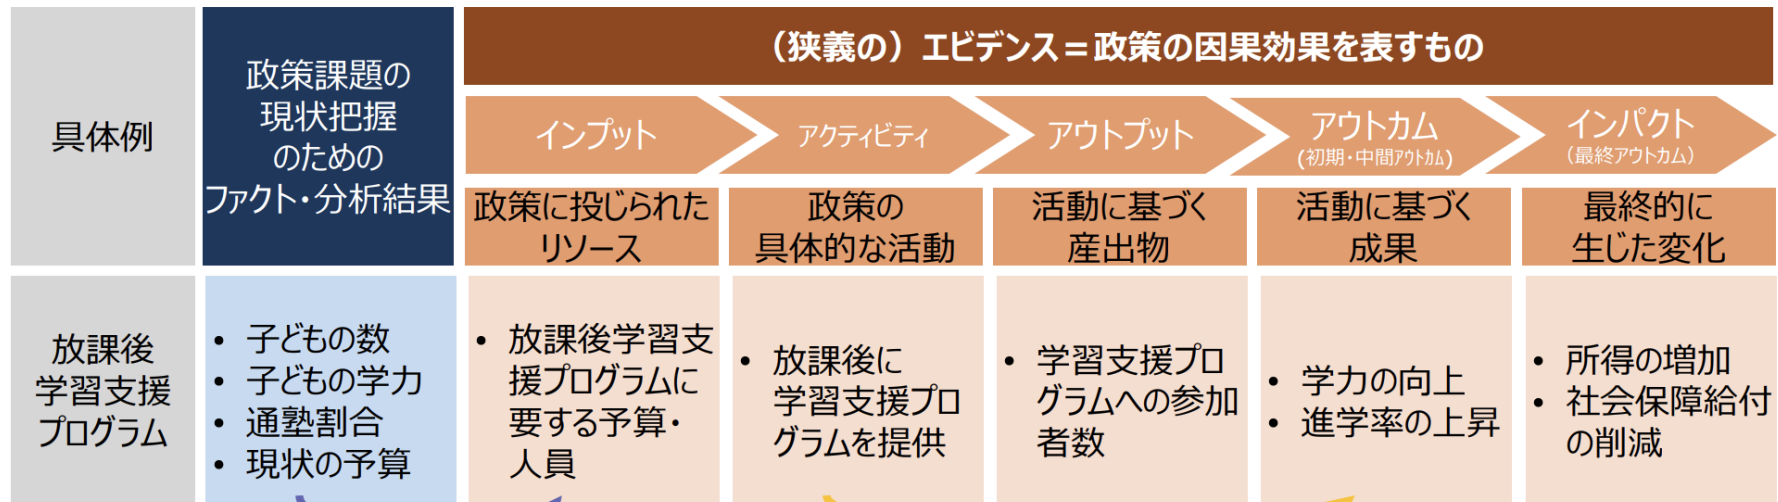 具体例
政策課題の
現状把握
のための
ファクト・分析結果
（狭義の）エビデンス＝政策の因果効果を表すもの
インプット
アクティビティ
アウトプット
アウトカム
(初期・中間アウトカム)
インパクト
(最終アウトカム)
政策に投じられた
リソース
政策の
具体的な活動
活動に基づく
産出物
活動に基づく
成果
最終的に
生じた変化
放課後
学習支援
プログラム
• 子どもの数
• 子どもの学力
• 通塾割合
• 現状の予算
• 放課後学習支
援プログラムに
要する予算・
人員
• 放課後に
学習支援プロ
グラムを提供
• 学習支援プロ
グラムへの参加
者数
• 学力の向上
• 進学率の上昇
• 所得の増加
• 社会保障給付
の削減